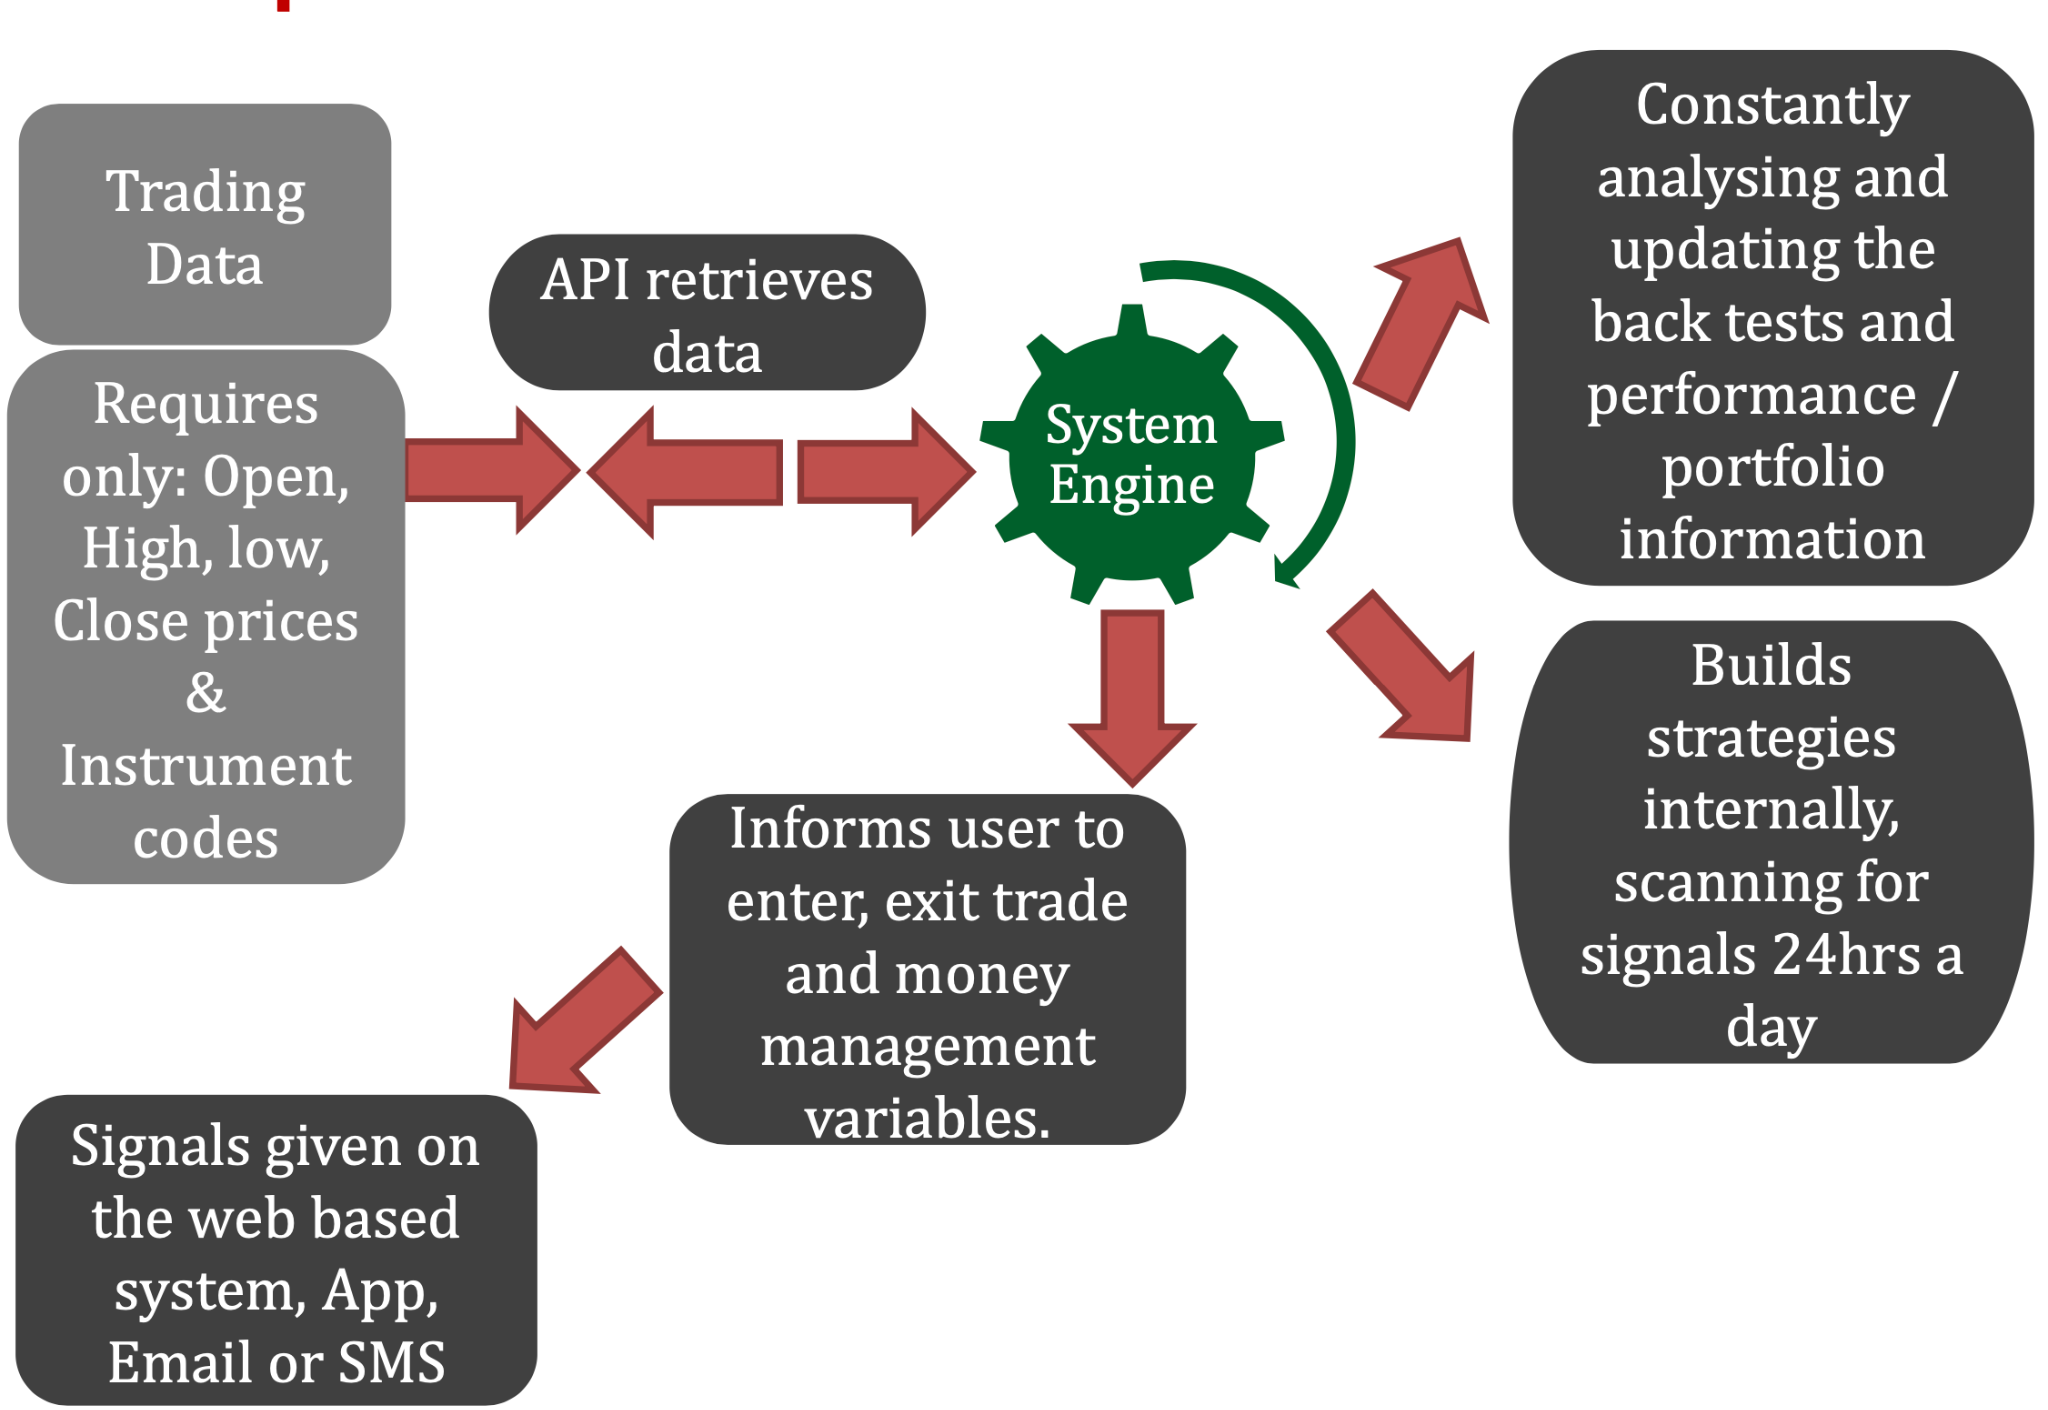 Trading
Data
Requires
only: Open,
High, low,
Close prices
&
Instrument
codes
API retrieves
data
System
Engine
Constantly
analysing and
updating the
back tests and
performance /
portfolio
information
Builds
strategies
internally,
scanning for
signals 24hrs a
day
Informs user to
enter, exit trade
and money
management
variables.
Signals given on
the web based
system, App,
Email or SMS